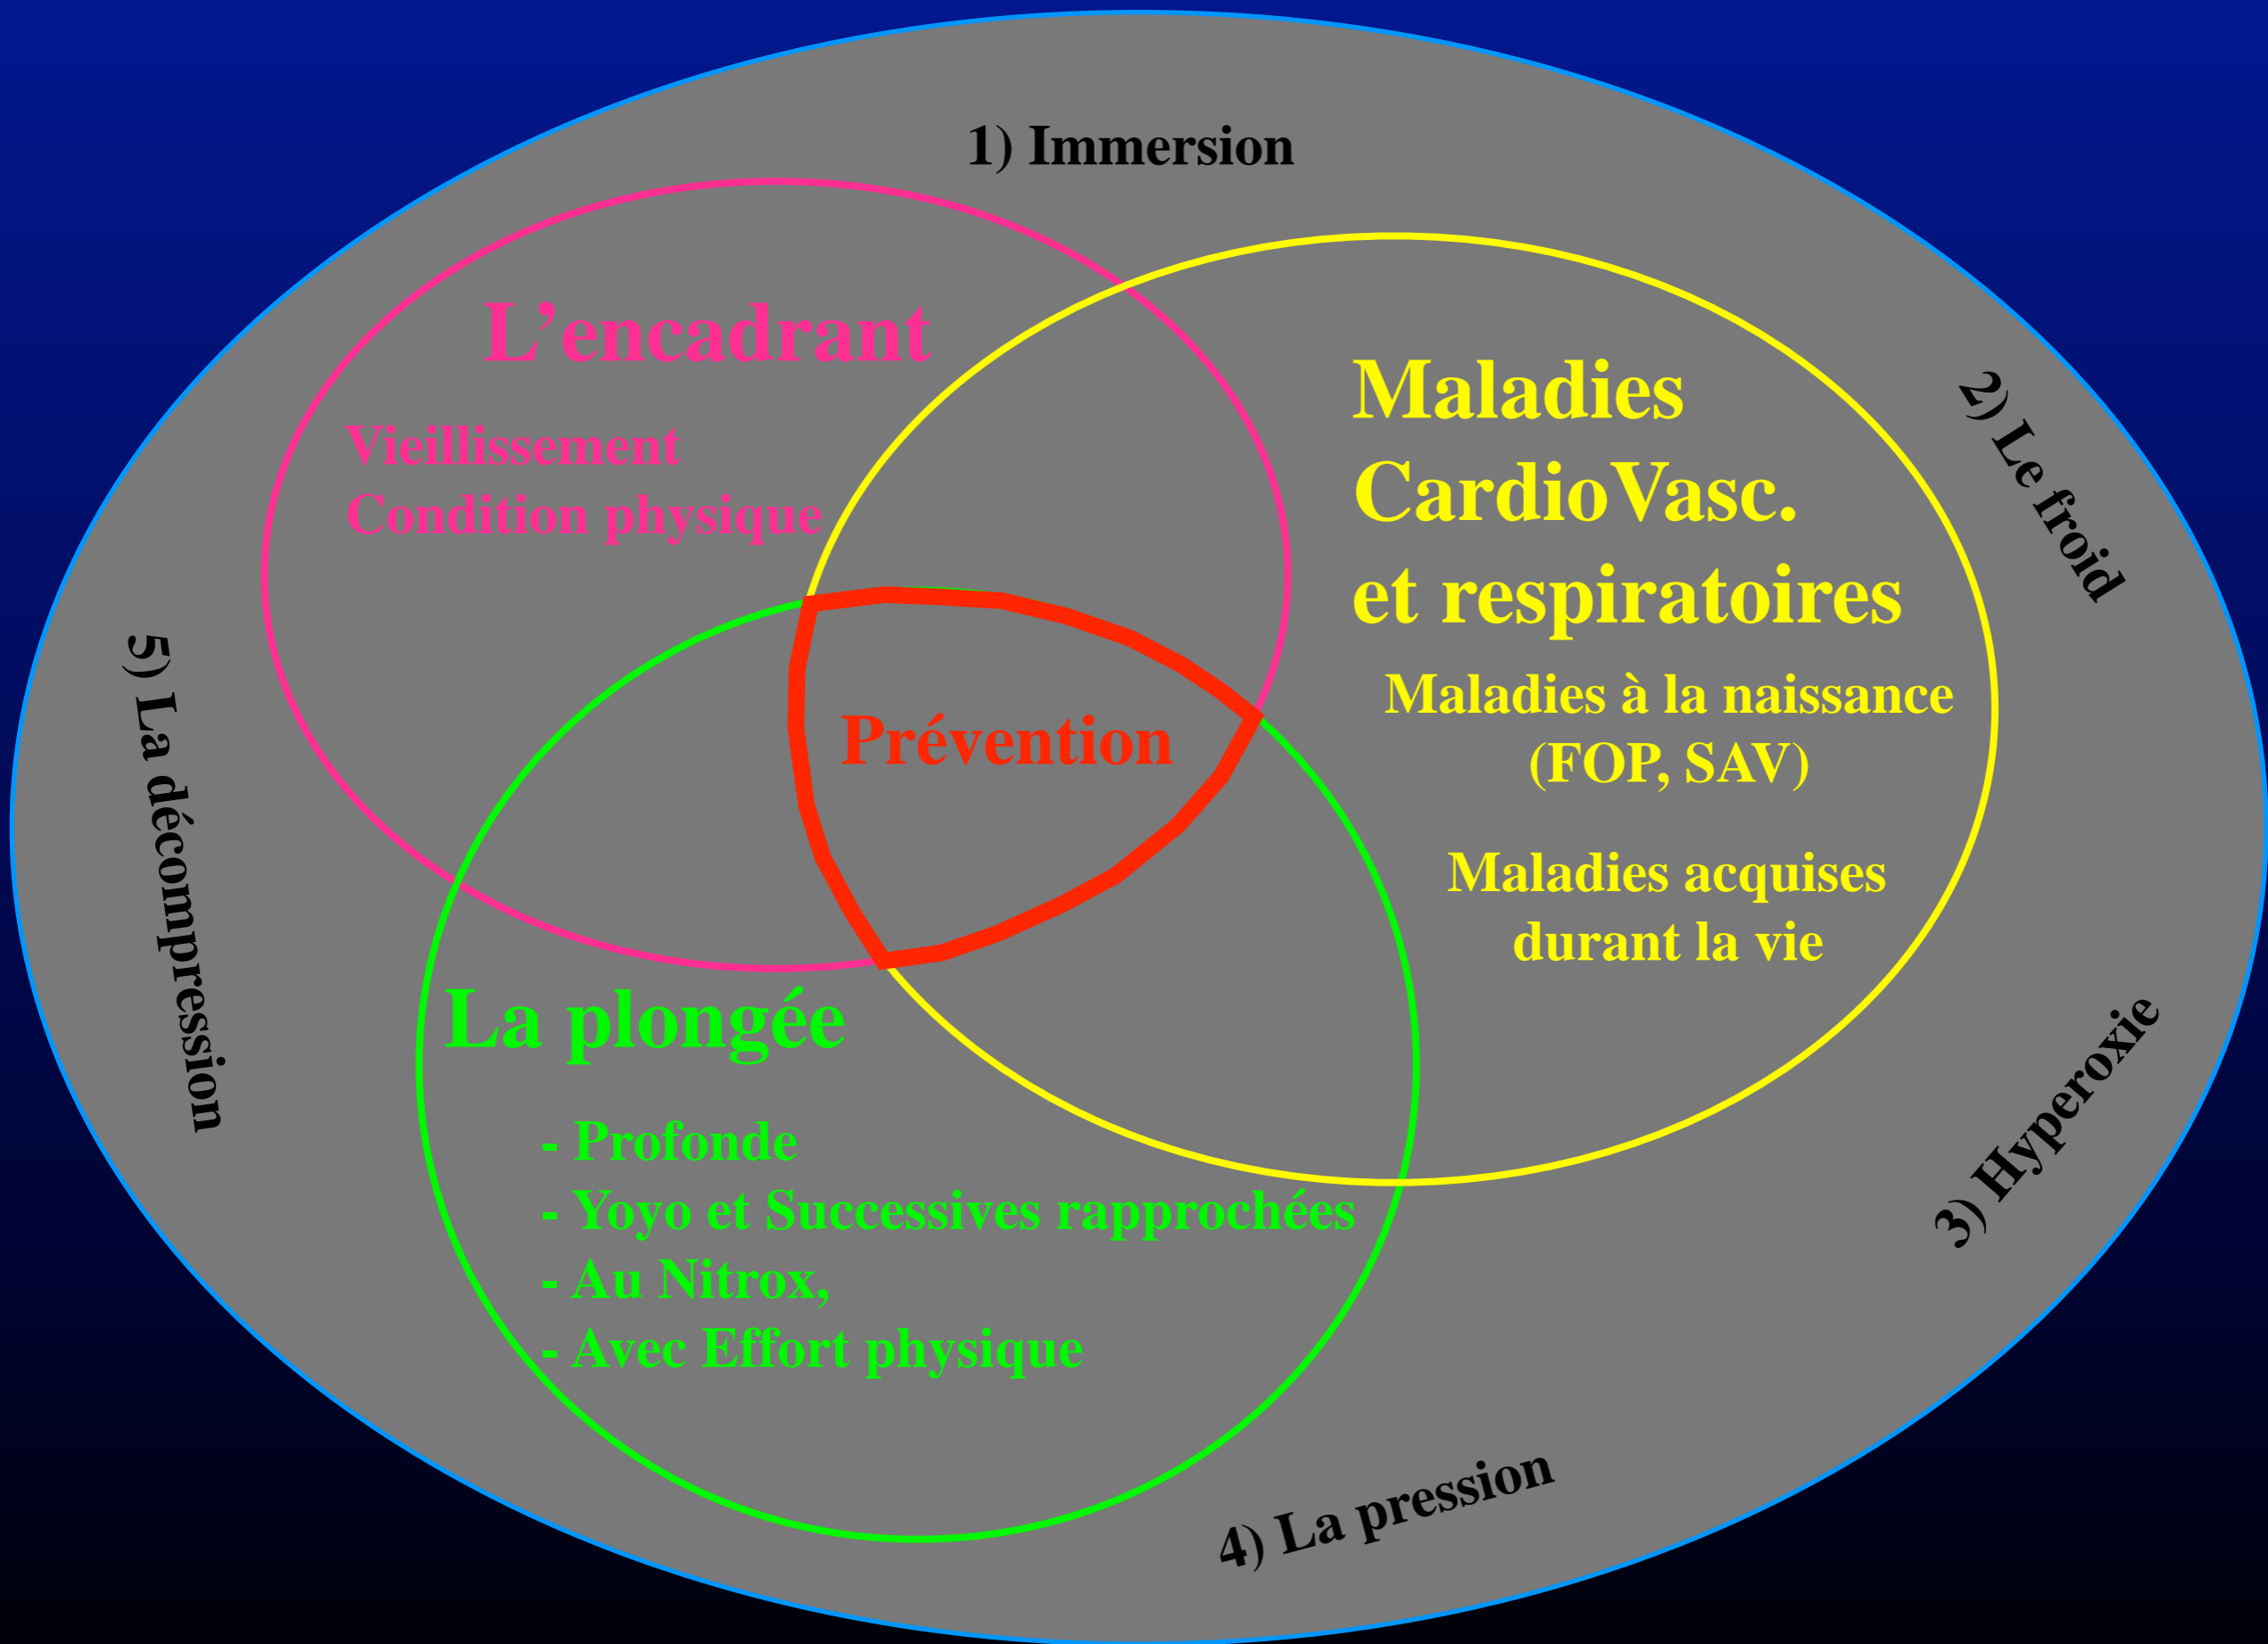 1) Immersion
L’encadrant
Vieillissement
Condition physique
Maladies
CardioVasc.
et respiratoires
Maladies à la naissance
(FOP, SAV)
Maladies acquises
durant la vie
2) Le froid
Prévention
5) La décompression
La plongée
- Profonde
- Yoyo et Successives rapprochées
- Au Nitrox,
- Avec Effort physique
3) Hyperoxie
4) La pression